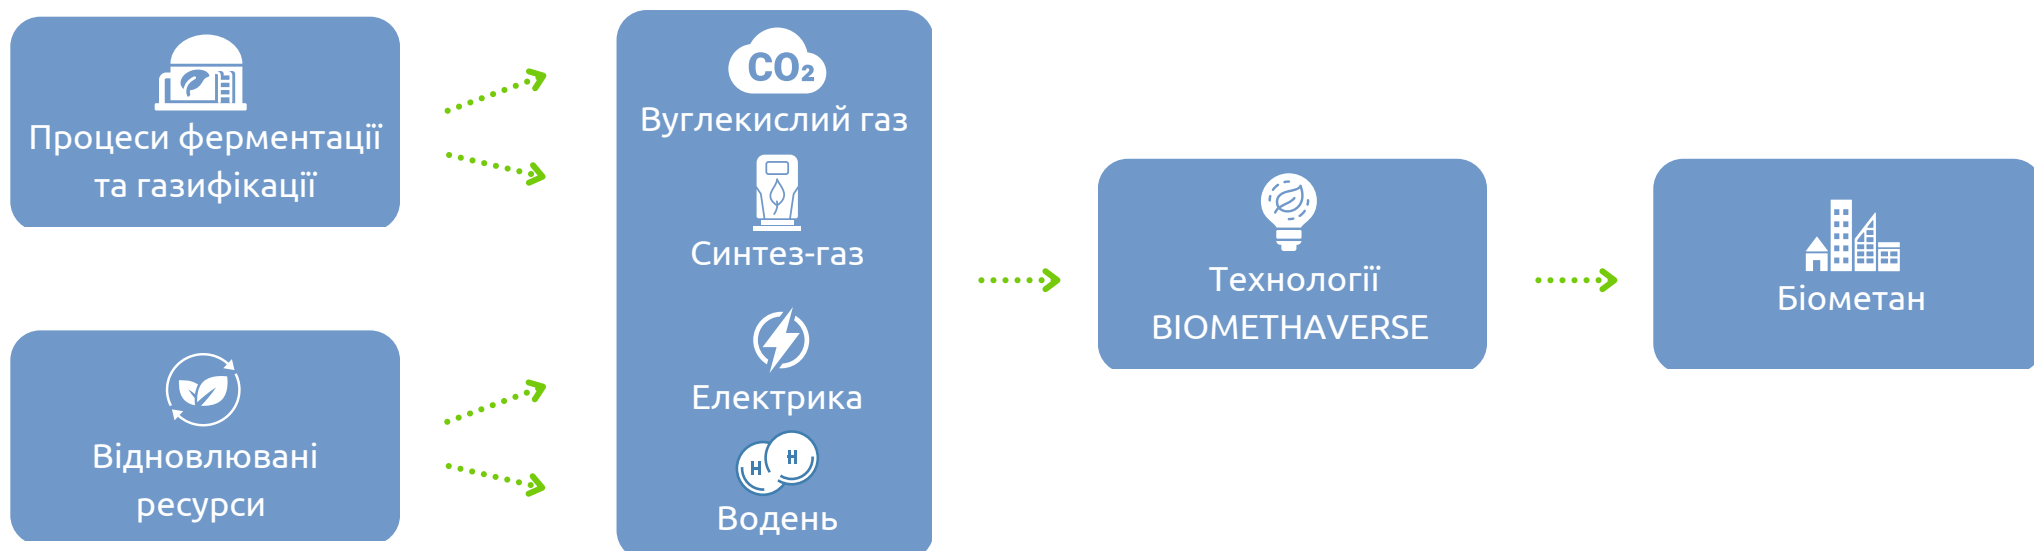 Процеси ферментації
та газифікації
Відновлювані
ресурси
CO₂
Вуглекислий газ
Синтез-газ
Електрика
H H
Водень
Технології
BIOMETHAVERSE
Біометан